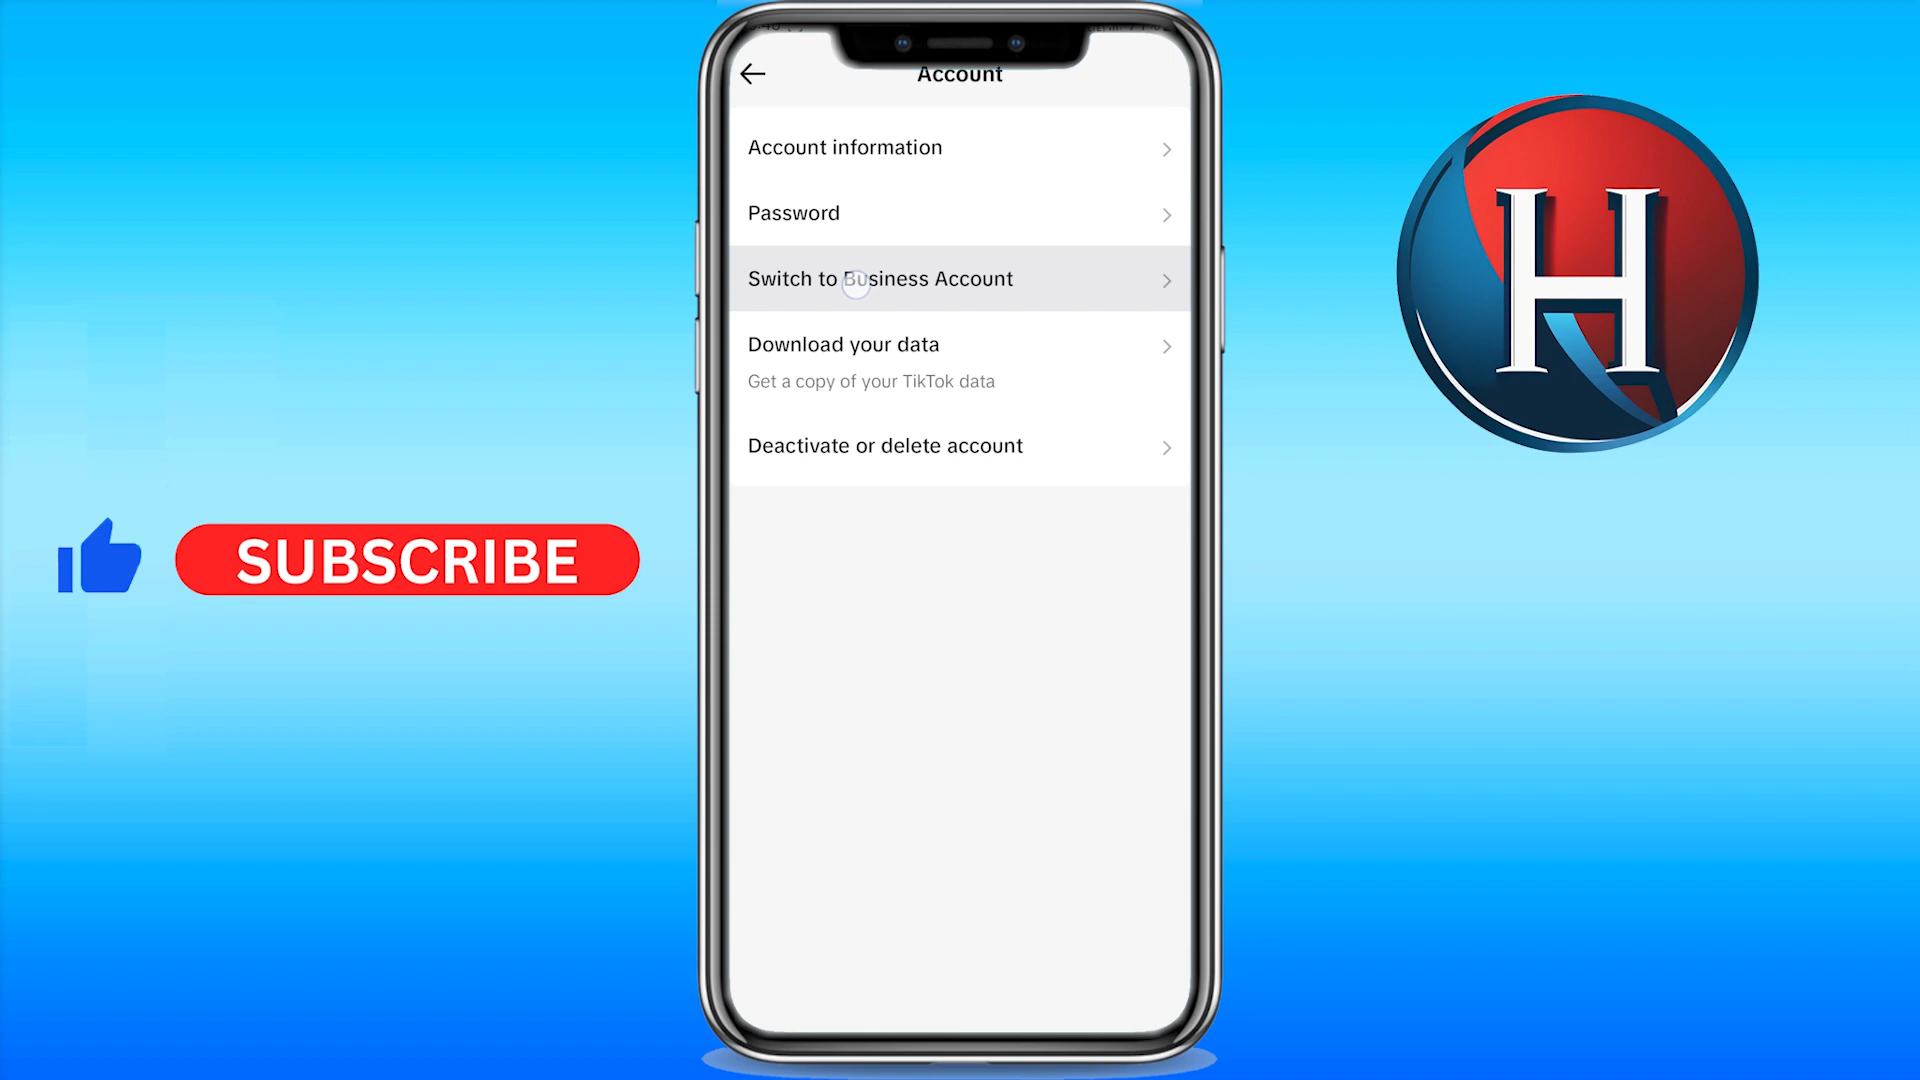 Account
Account information
Password
Switch to Business Account
Download your data
Get a copy of your TikTok data
Deactivate or delete account
SUBSCRIBE
H